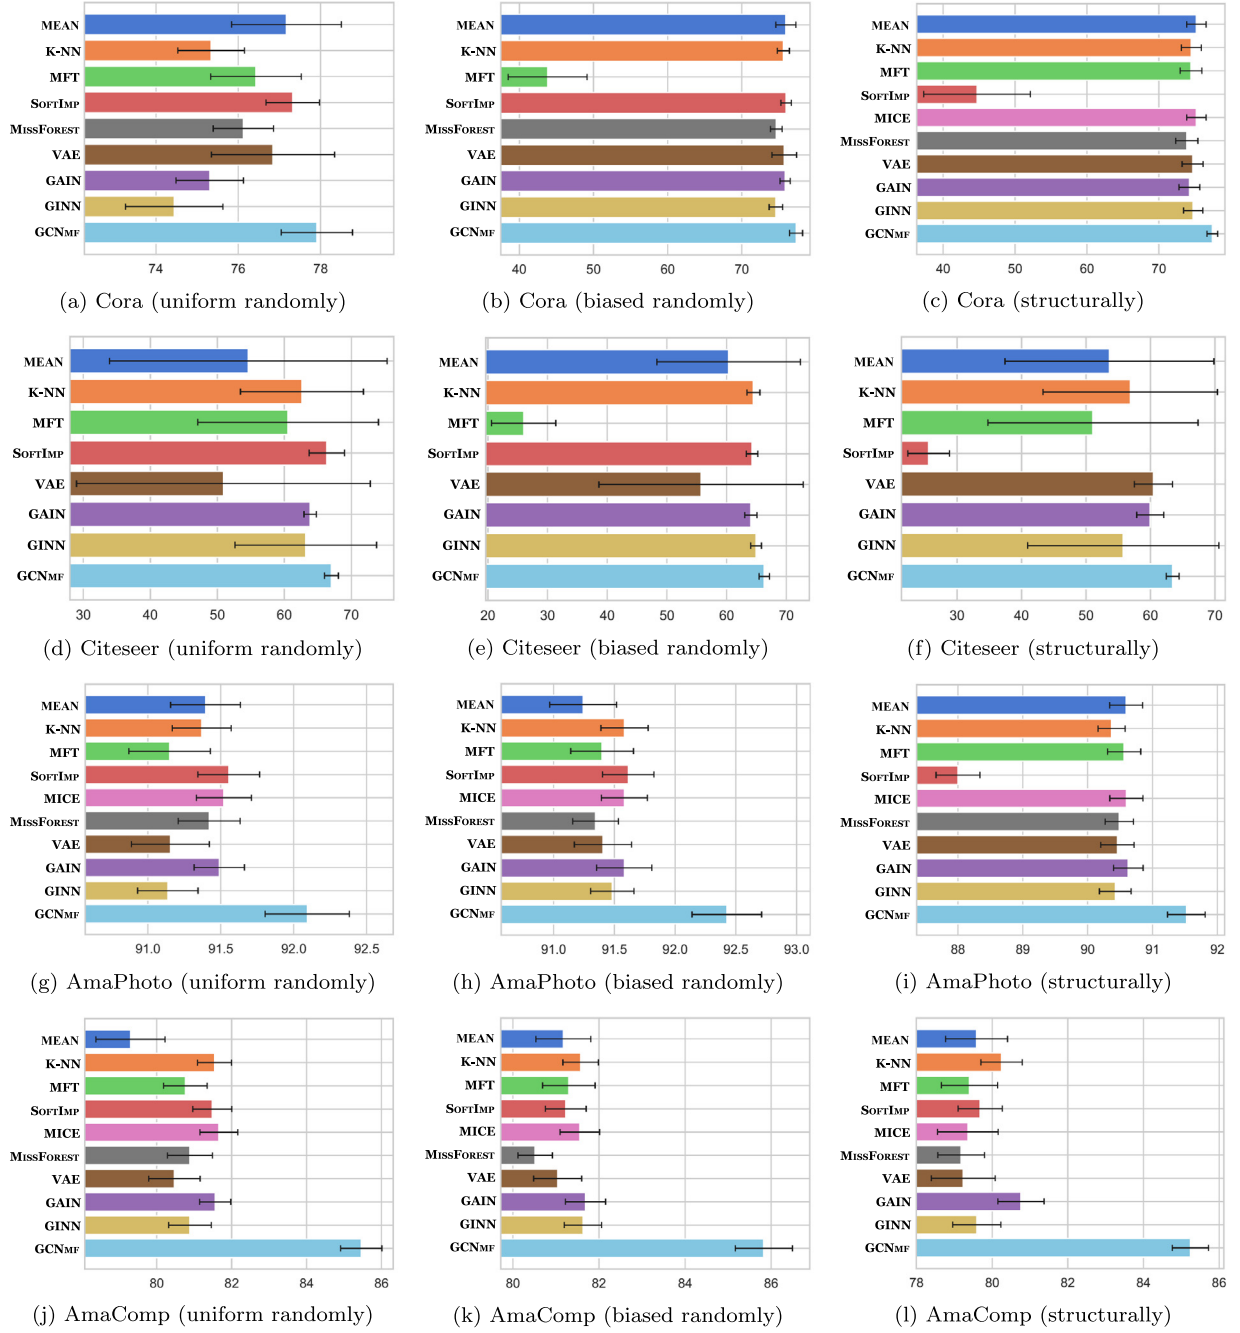 MEAN
K-NN
MFT
SOFTIMP
MISSFOREST
VAE
GAIN
GINN
GCNMF
74 76 78
(a) Cora (uniform randomly)
MEAN
K-NN
MFT
SOFTIMP
MISSFOREST
VAE
GAIN
GINN
GCNMF
40 50 60 70
(b) Cora (biased randomly)
MEAN
K-NN
MFT
SOFTIMP
MICE
MISSFOREST
VAE
GAIN
GINN
GCNMF
40 50 60 70
(c) Cora (structurally)
MEAN
K-NN
MFT
SOFTIMP
VAE
GAIN
GINN
GCNMF
30 40 50 60 70
(d) Citeseer (uniform randomly)
MEAN
K-NN
MFT
SOFTIMP
VAE
GAIN
GINN
GCNMF
20 30 40 50 60 70
(e) Citeseer (biased randomly)
MEAN
K-NN
MFT
SOFTIMP
VAE
GAIN
GINN
GCNMF
30 40 50 60 70
(f) Citeseer (structurally)
MEAN
K-NN
MFT
SOFTIMP
MICE
MISSFOREST
VAE
GAIN
GINN
GCNMF
91.0 91.5 92.0 92.5
(g) AmaPhoto (uniform randomly)
MEAN
K-NN
MFT
SOFTIMP
MICE
MISSFOREST
VAE
GAIN
GINN
GCNMF
91.0 91.5 92.0 92.5 93.0
(h) AmaPhoto (biased randomly)
MEAN
K-NN
MFT
SOFTIMP
MICE
MISSFOREST
VAE
GAIN
GINN
GCNMF
88 89 90 91 92
(i) AmaPhoto (structurally)
MEAN
K-NN
MFT
SOFTIMP
MICE
MISSFOREST
VAE
GAIN
GINN
GCNMF
80 82 84 86
(j) AmaComp (uniform randomly)
MEAN
K-NN
MFT
SOFTIMP
MICE
MISSFOREST
VAE
GAIN
GINN
GCNMF
80 82 84 86
(k) AmaComp (biased randomly)
MEAN
K-NN
MFT
SOFTIMP
MICE
MISSFOREST
VAE
GAIN
GINN
GCNMF
78 80 82 84 86
(l) AmaComp (structurally)